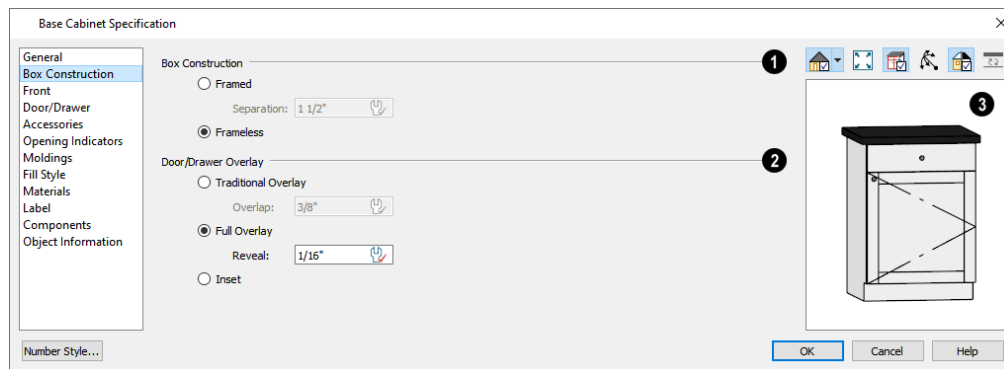 Base Cabinet Specification
General
Box Construction
Front
Door/Drawer
Accessories
Opening Indicators
Moldings
Fill Style
Materials
Label
Components
Object Information
Box Construction
1
Framed
Separation: 1 1/2"
Frameless
Door/Drawer Overlay
2
Traditional Overlay
Overlap: 3/8"
Full Overlay
Reveal: 1/16"
Inset
3
Number Style...
OK
Cancel
Help